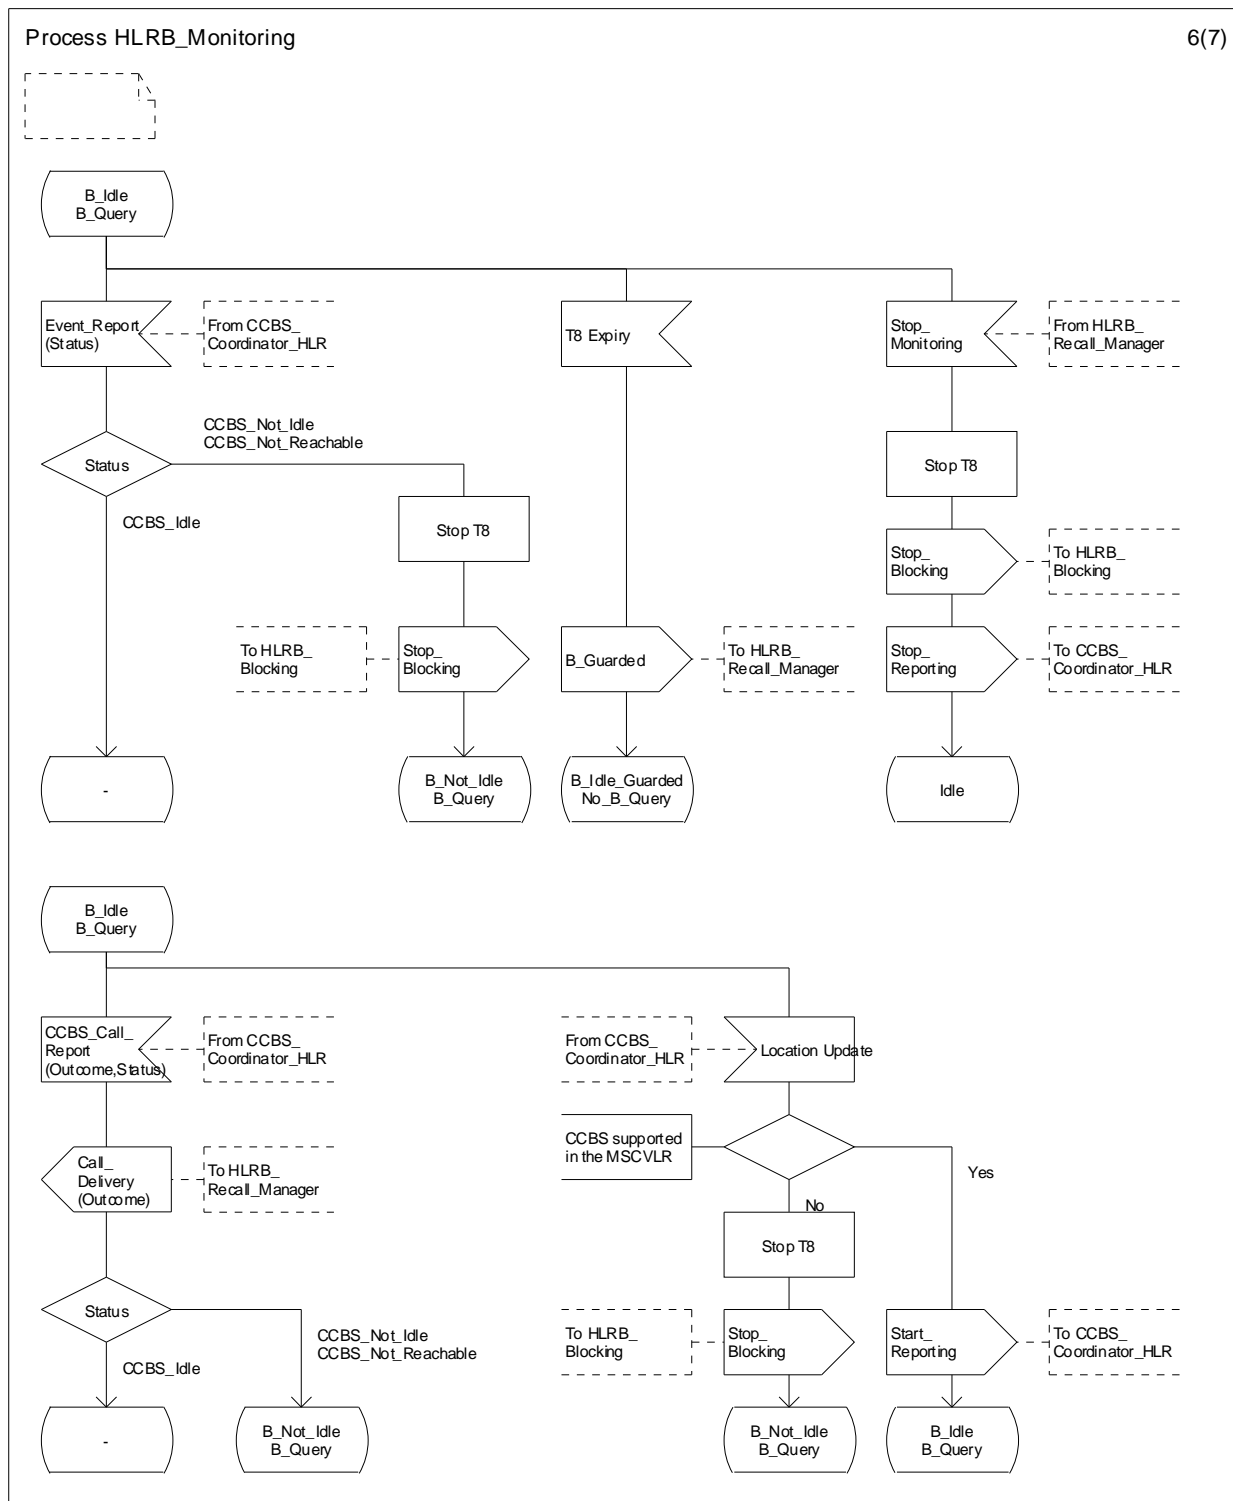 Process HLRB_Monitoring
6(7)
B_Idle
B_Query
Event_Report
(Status)
From CCBS_
Coordinator_HLR
T8 Expiry
Stop_
Monitoring
From HLRB_
Recall_Manager
CCBS_Not_Idle
CCBS_Not_Reachable
Status
Stop T8
CCBS_Idle
Stop T8
Stop_
Blocking
To HLRB_
Blocking
To HLRB_
Blocking
Stop_
Blocking
B_Guarded
To HLRB_
Recall_Manager
Stop_
Reporting
To CCBS_
Coordinator_HLR
-
B_Not_Idle
B_Query
B_Idle_Guarded
No_B_Query
Idle
B_Idle
B_Query
CCBS_Call_
Report
(Outcome,Status)
From CCBS_
Coordinator_HLR
From CCBS_
Coordinator_HLR
Location Update
Call_
Delivery
(Outcome)
To HLRB_
Recall_Manager
CCBS supported
in the MSCVLR
Yes
No
Stop T8
Status
CCBS_Not_Idle
CCBS_Not_Reachable
CCBS_Idle
To HLRB_
Blocking
Stop_
Blocking
Start_
Reporting
To CCBS_
Coordinator_HLR
-
B_Not_Idle
B_Query
B_Not_Idle
B_Query
B_Idle
B_Query